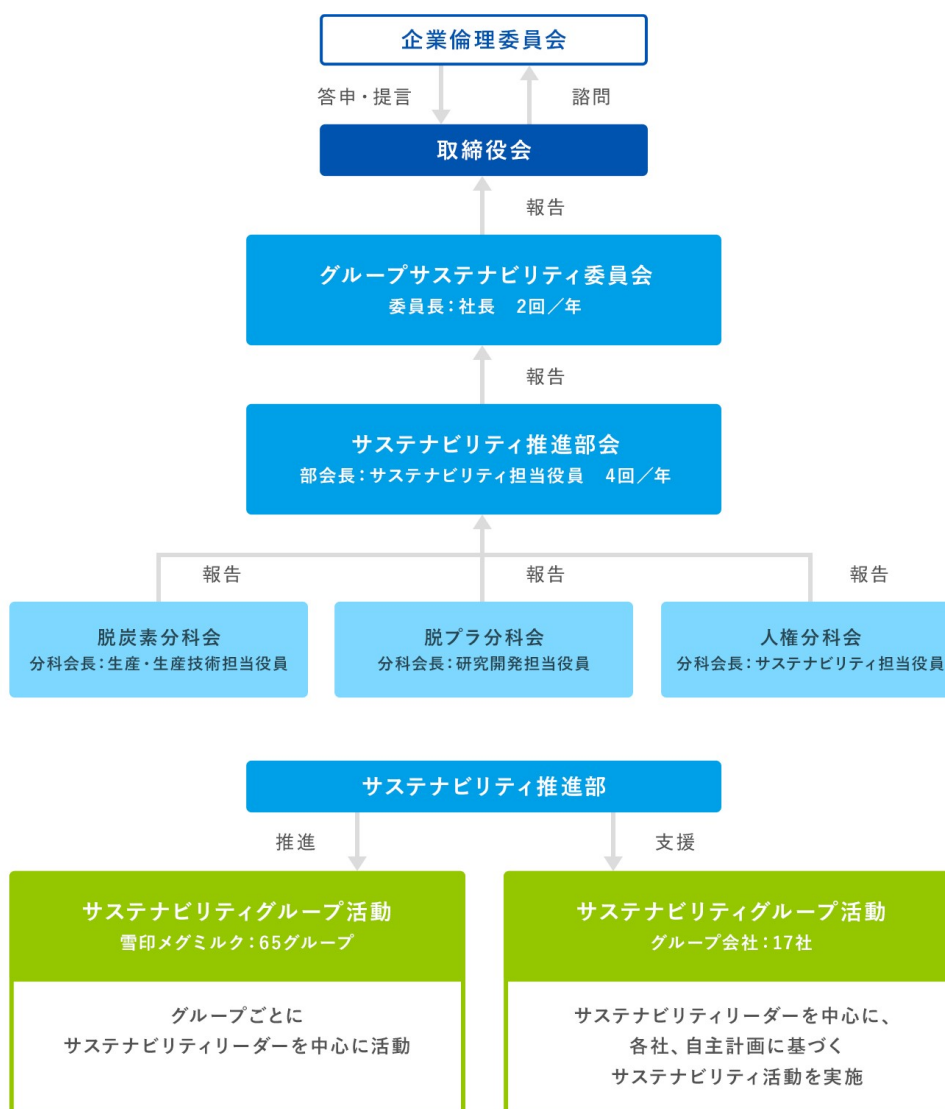 企業倫理委員会
答申・提言
諮問
取締役会
報告
グループサステナビリティ委員会
委員長：社長　2回／年
報告
サステナビリティ推進部会
部会長：サステナビリティ担当役員　4回／年
報告
報告
報告
脱炭素分科会
分科会長：生産・生産技術担当役員
脱プラ分科会
分科会長：研究開発担当役員
人権分科会
分科会長：サステナビリティ担当役員
サステナビリティ推進部
推進
支援
サステナビリティグループ活動
雪印メグミルク：65グループ
グループごとに
サステナビリティリーダーを中心に活動
サステナビリティグループ活動
グループ会社：17社
サステナビリティリーダーを中心に、
各社、自主計画に基づく
サステナビリティ活動を実施